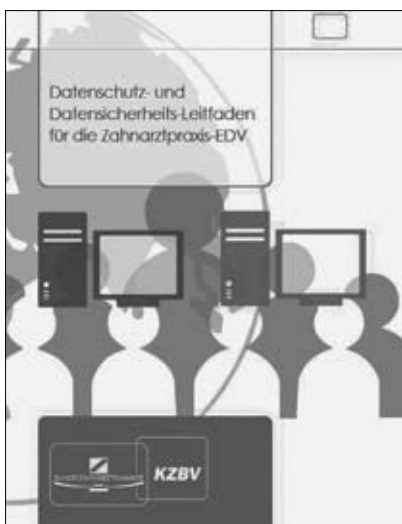 Datenschutz- und
Datensicherheits-Leitfaden
für die Zahnarztpraxis-EDV
KZBV